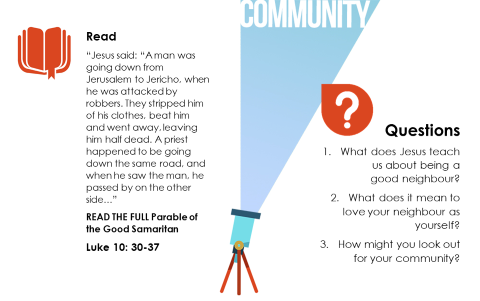 COMMUNITY
Read
“Jesus said: “A man was
going down from
Jerusalem to Jericho, when
he was attacked by
robbers. They stripped him
of his clothes, beat him
and went away, leaving
him half dead. A priest
happened to be going
down the same road, and
when he saw the man, he
passed by on the other
side…”
READ THE FULL Parable of
the Good Samaritan
Luke 10: 30-37
?
Questions
1. What does Jesus teach
us about being a
good neighbour?
2. What does it mean to
love your neighbour as
yourself?
3. How might you look out
for your community?